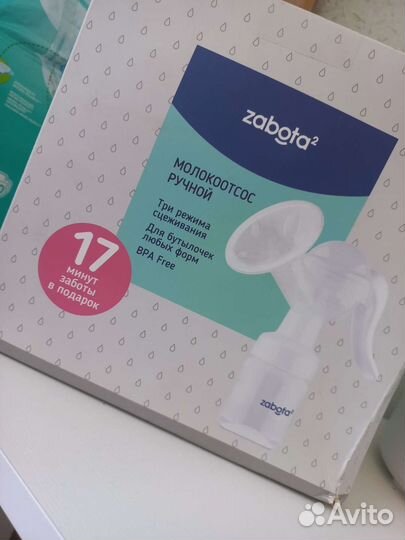 zabota²
МОЛОКООТСОС
РУЧНОЙ
Три режима
сцеживания
Для бутылочек
любых форм
BPA Free
17
минут
заботы
в подарок
zabota²
Avito